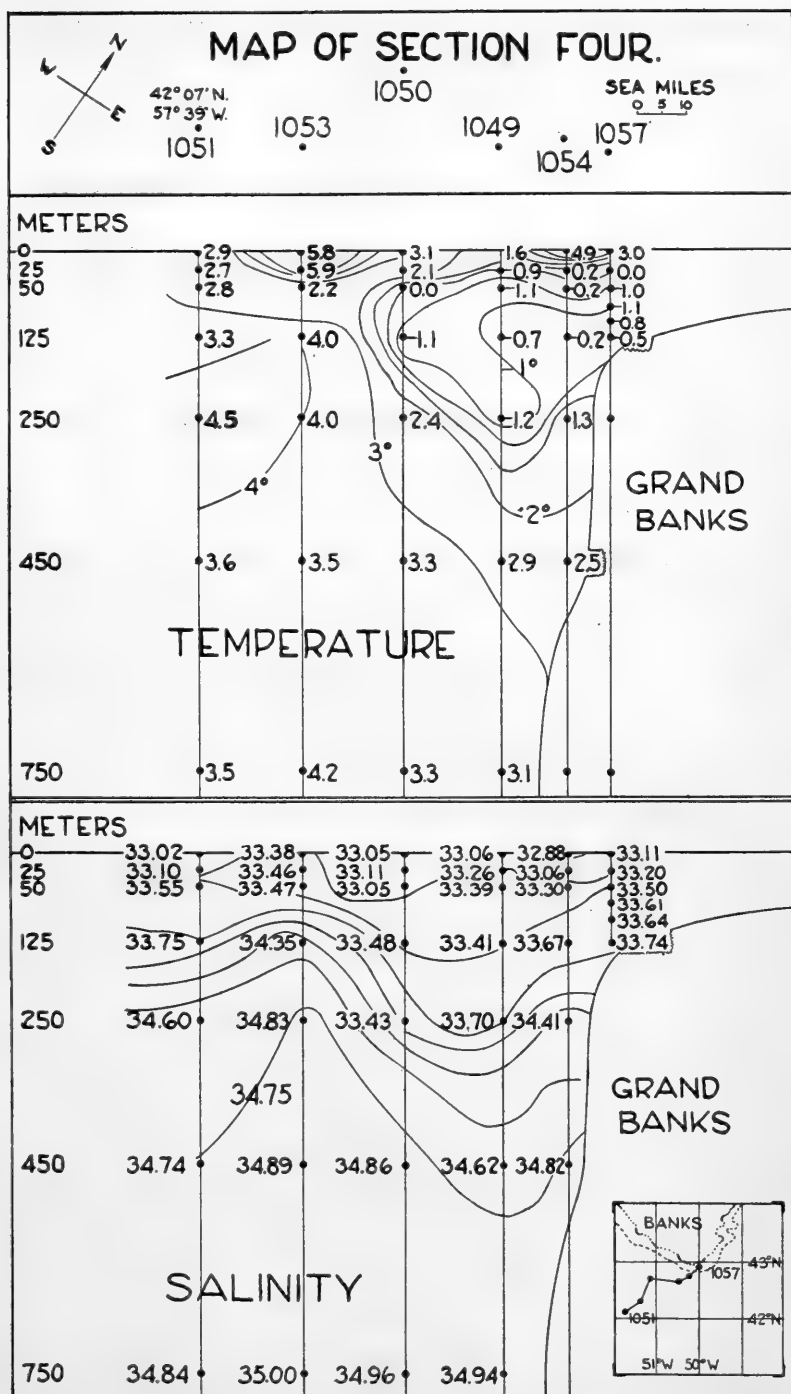 MAP OF SECTION FOUR.
N
W
E
S
42° 07' N.
57° 39' W.
1051
1053
1050
1049
1054
1057
SEA MILES
0 5 10
METERS
0 2.9 5.8 3.1 1.6 4.9 3.0
25 2.7 5.9 2.1 -0.9 0.2 0.0
50 2.8 2.2 0.0 -1.1 -0.2 -1.0
-1.1
-0.8
125 3.3 4.0 -1.1 -0.7 -0.2 -0.5
-1°
250 4.5 4.0 2.4 -1.2 1.3
3°
4°
2°
GRAND
BANKS
450 3.6 3.5 3.3 2.9 2.5
TEMPERATURE
750 3.5 4.2 3.3 3.1
METERS
0 33.02 33.38 33.05 33.06 32.88 33.11
25 33.10 33.46 33.11 33.26 33.06 33.20
50 33.55 33.47 33.05 33.39 33.30 33.50
33.61
33.64
125 33.75 34.35 33.48 33.41 33.67 33.74
250 34.60 34.83 33.43 33.70 34.41
34.75
GRAND
BANKS
450 34.74 34.89 34.86 34.62 34.82
BANKS
43°N
1057
1051
42°N
51°W 50°W
SALINITY
750 34.84 35.00 34.96 34.94